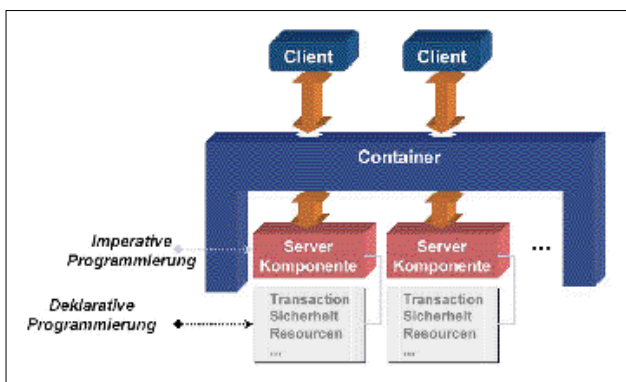 Client Client
Container
Imperative
Programmierung
Server
Komponente
Server
Komponente
...
Deklarative
Programmierung
Transaction
Sicherheit
Resourcen
...
Transaction
Sicherheit
Resourcen
...